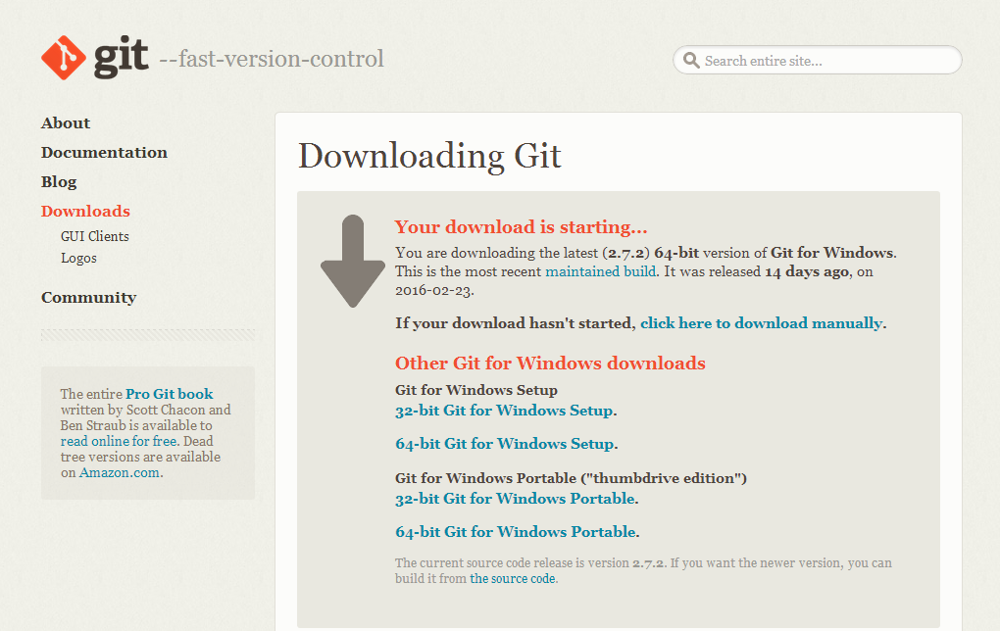 git --fast-version-control
Search entire site...
About
Documentation
Blog
Downloads
GUI Clients
Logos
Community
The entire Pro Git book
written by Scott Chacon and
Ben Straub is available to
read online for free. Dead
tree versions are available
on Amazon.com.
Downloading Git
Your download is starting...
You are downloading the latest (2.7.2) 64-bit version of Git for Windows.
This is the most recent maintained build. It was released 14 days ago, on
2016-02-23.
If your download hasn't started, click here to download manually.
Other Git for Windows downloads
Git for Windows Setup
32-bit Git for Windows Setup.
64-bit Git for Windows Setup.
Git for Windows Portable ("thumbdrive edition")
32-bit Git for Windows Portable.
64-bit Git for Windows Portable.
The current source code release is version 2.7.2. If you want the newer version, you can
build it from the source code.